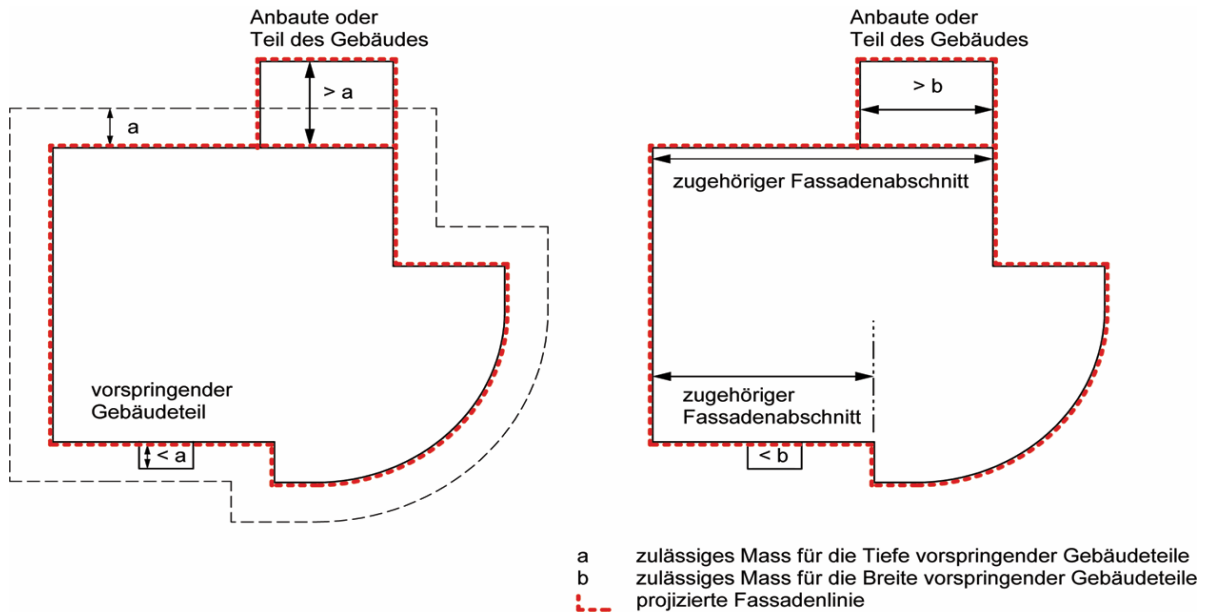 Anbaute oder
Teil des Gebäudes
> a
a
vorspringender
Gebäudeteil
< a
Anbaute oder
Teil des Gebäudes
> b
zugehöriger Fassadenabschnitt
zugehöriger
Fassadenabschnitt
< b
a zulässiges Mass für die Tiefe vorspringender Gebäudeteile
b zulässiges Mass für die Breite vorspringender Gebäudeteile
projizierte Fassadenlinie